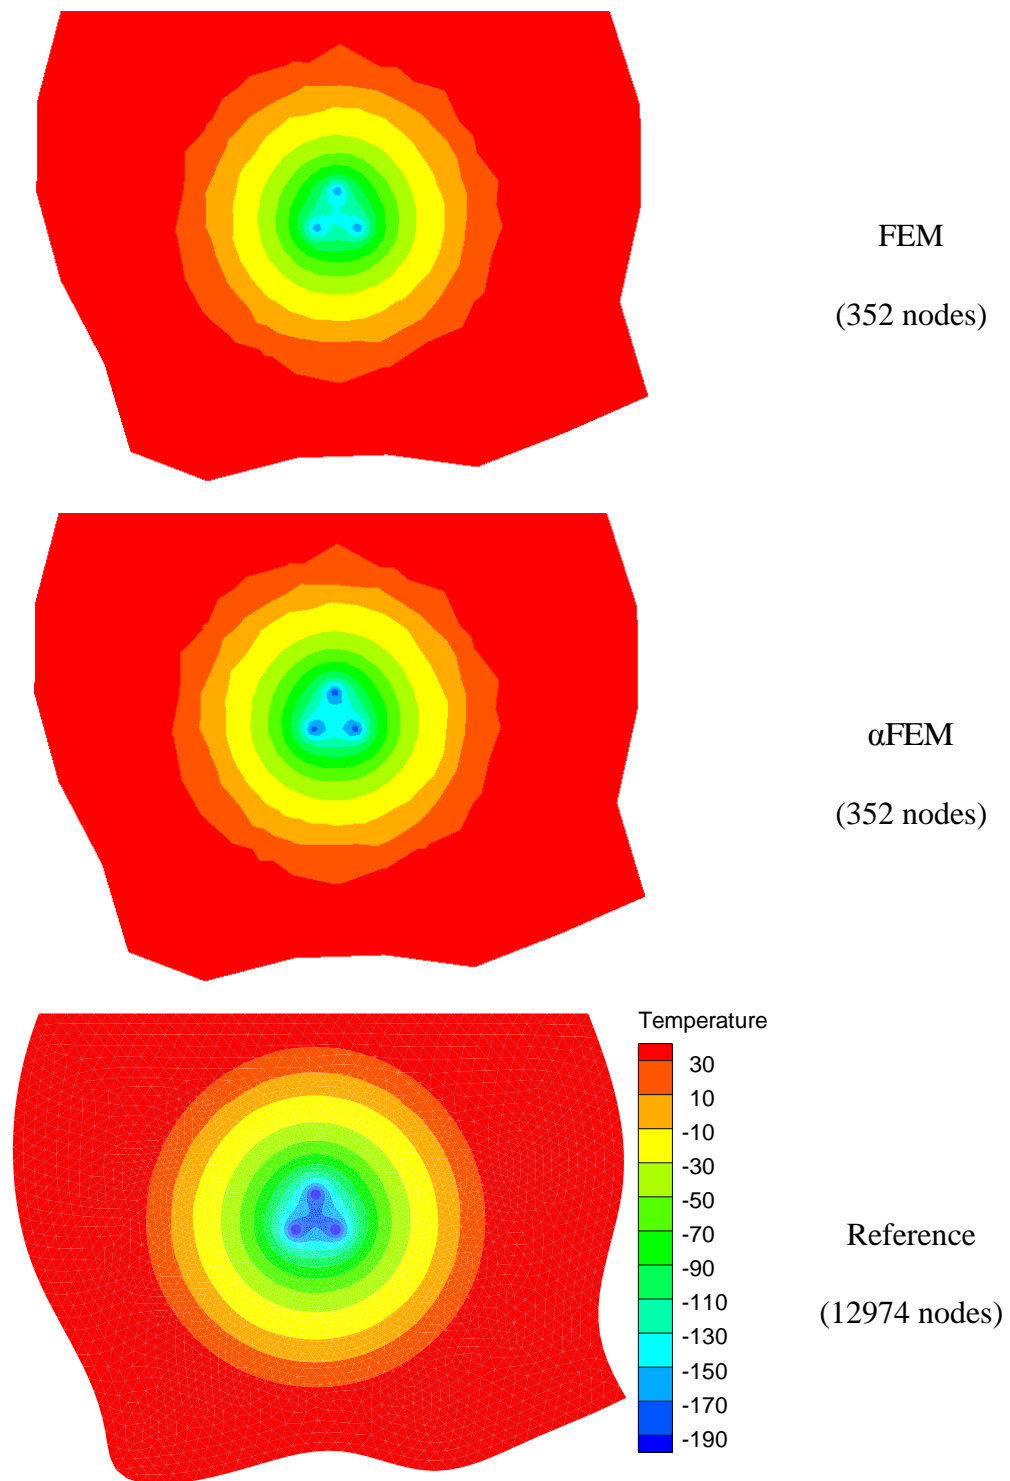 FEM
(352 nodes)
αFEM
(352 nodes)
Temperature
30
10
-10
-30
-50
-70
-90
-110
-130
-150
-170
-190
Reference
(12974 nodes)